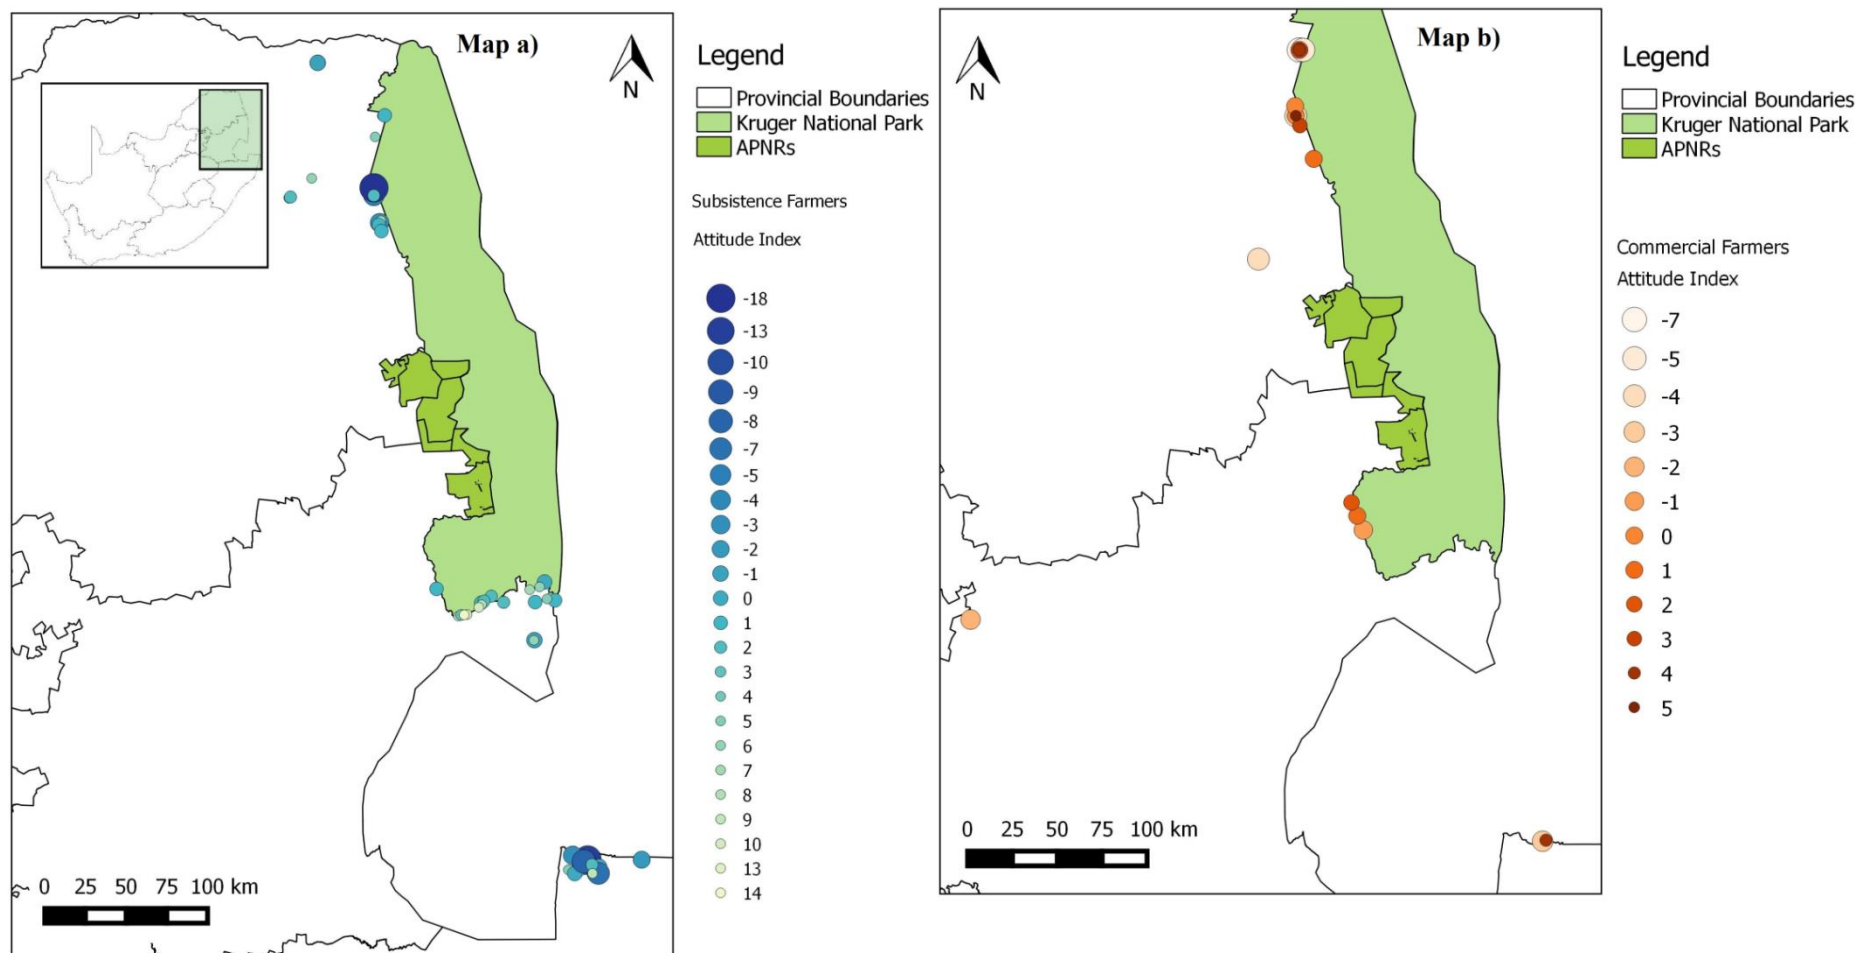 Map a)
N
Legend
Provincial Boundaries
Kruger National Park
APNRs
Subsistence Farmers
Attitude Index
-18
-13
-10
-9
-8
-7
-5
-4
-3
-2
-1
0
1
2
3
4
5
6
7
8
9
10
13
14
0 25 50 75 100 km
Map b)
N
Legend
Provincial Boundaries
Kruger National Park
APNRs
Commercial Farmers
Attitude Index
-7
-5
-4
-3
-2
-1
0
1
2
3
4
5
0 25 50 75 100 km